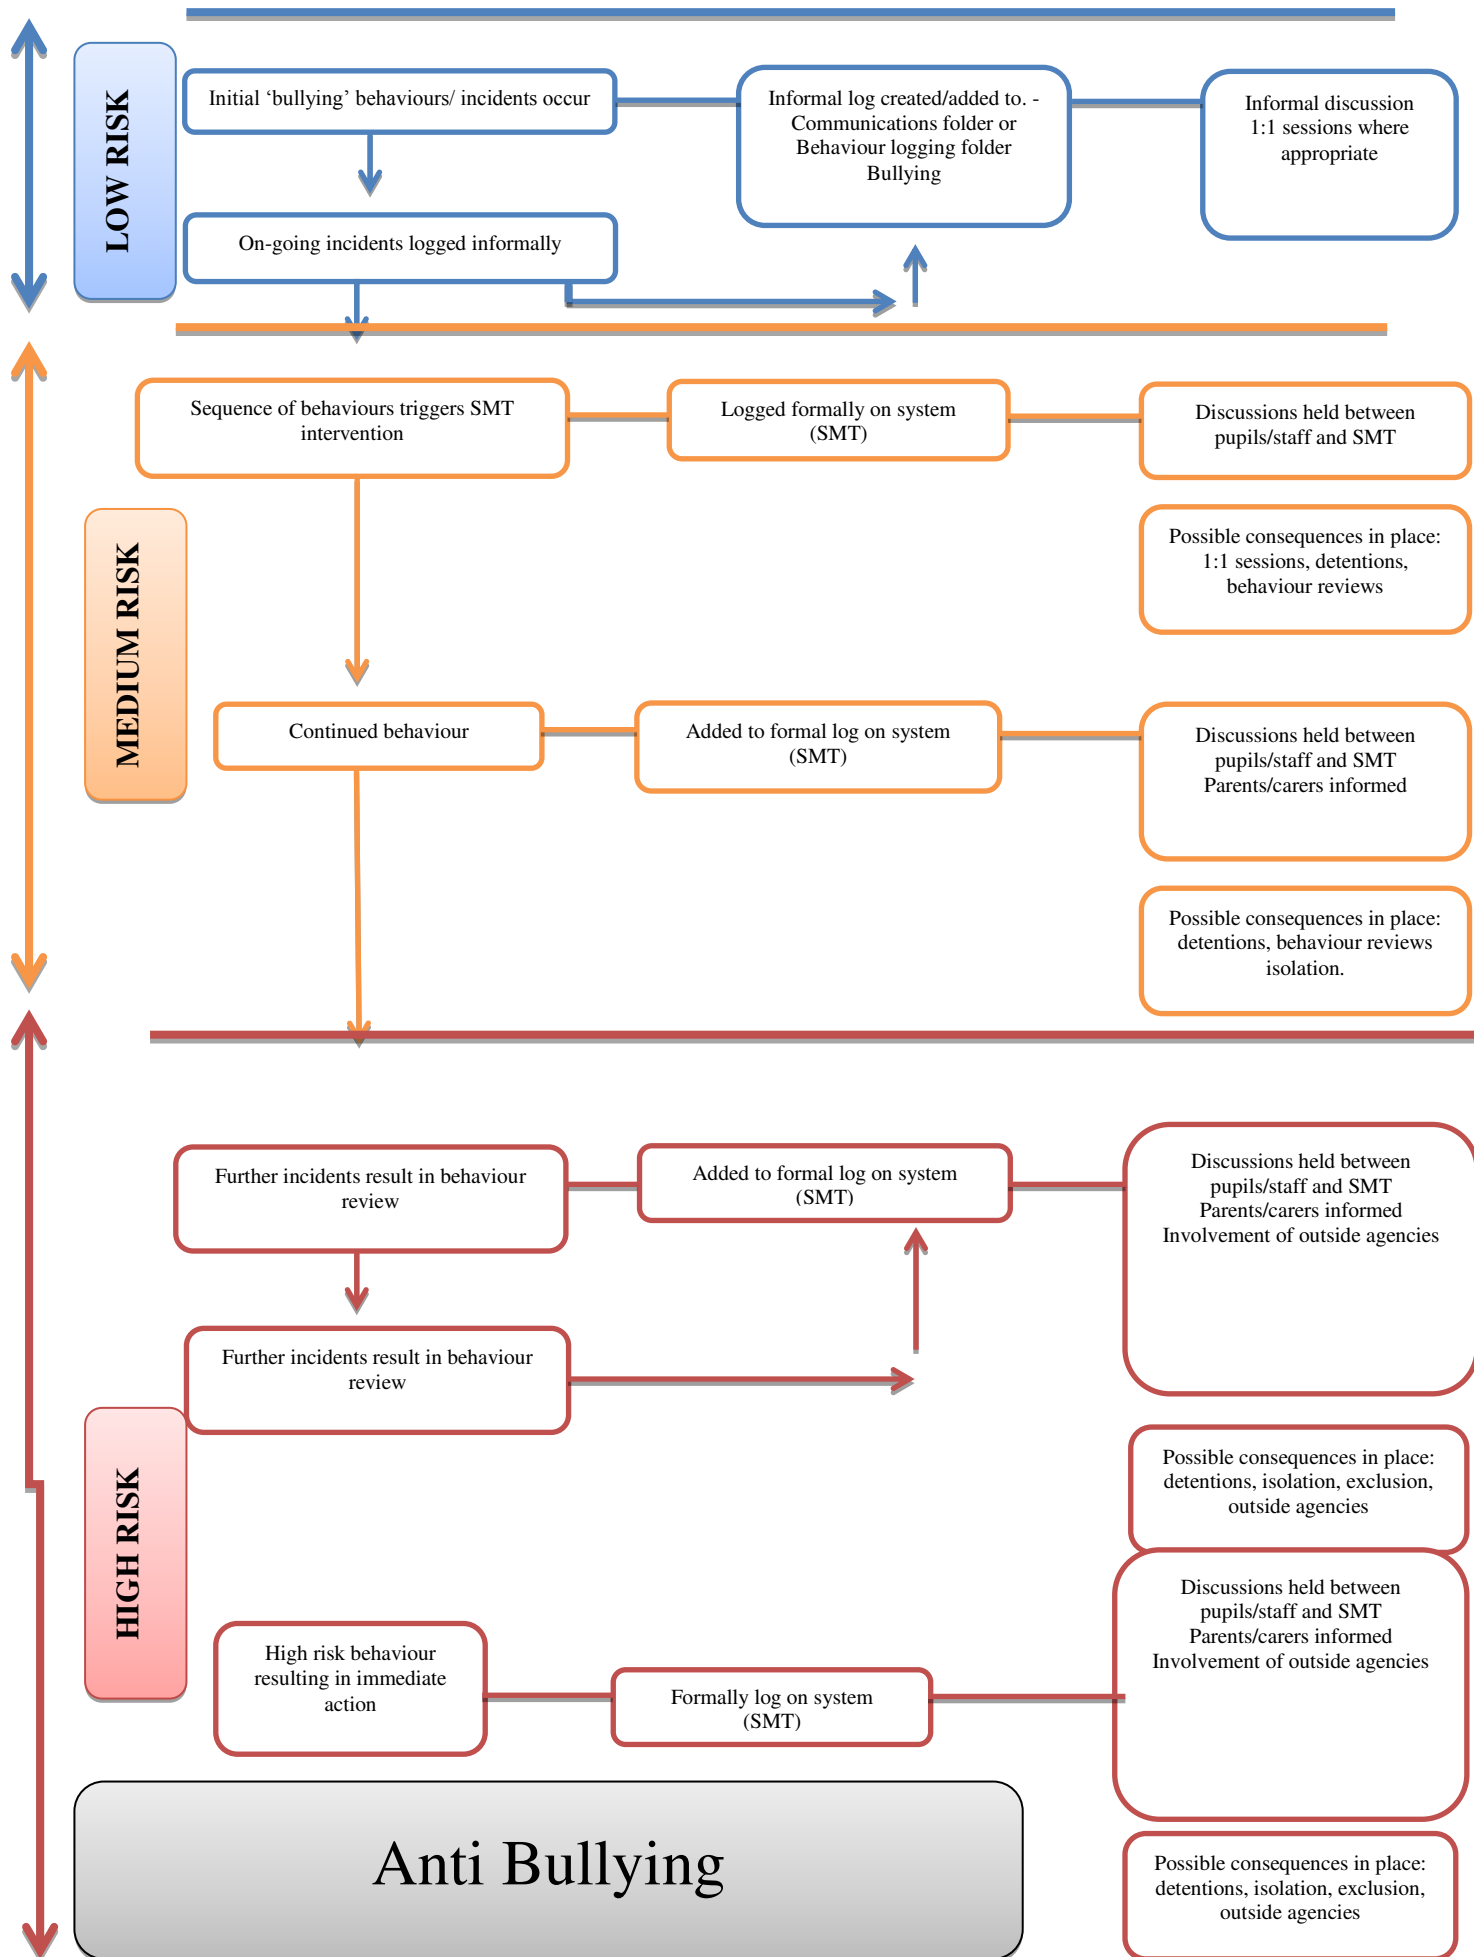 LOW RISK
Initial ‘bullying’ behaviours/ incidents occur
Informal log created/added to. -
Communications folder or
Behaviour logging folder
Bullying
Informal discussion
1:1 sessions where
appropriate
On-going incidents logged informally
MEDIUM RISK
Sequence of behaviours triggers SMT
intervention
Logged formally on system
(SMT)
Discussions held between
pupils/staff and SMT
Possible consequences in place:
1:1 sessions, detentions,
behaviour reviews
Continued behaviour
Added to formal log on system
(SMT)
Discussions held between
pupils/staff and SMT
Parents/carers informed
Possible consequences in place:
detentions, behaviour reviews
isolation.
HIGH RISK
Further incidents result in behaviour
review
Added to formal log on system
(SMT)
Discussions held between
pupils/staff and SMT
Parents/carers informed
Involvement of outside agencies
Further incidents result in behaviour
review
Possible consequences in place:
detentions, isolation, exclusion,
outside agencies
High risk behaviour
resulting in immediate
action
Formally log on system
(SMT)
Discussions held between
pupils/staff and SMT
Parents/carers informed
Involvement of outside agencies
Anti Bullying
Possible consequences in place:
detentions, isolation, exclusion,
outside agencies